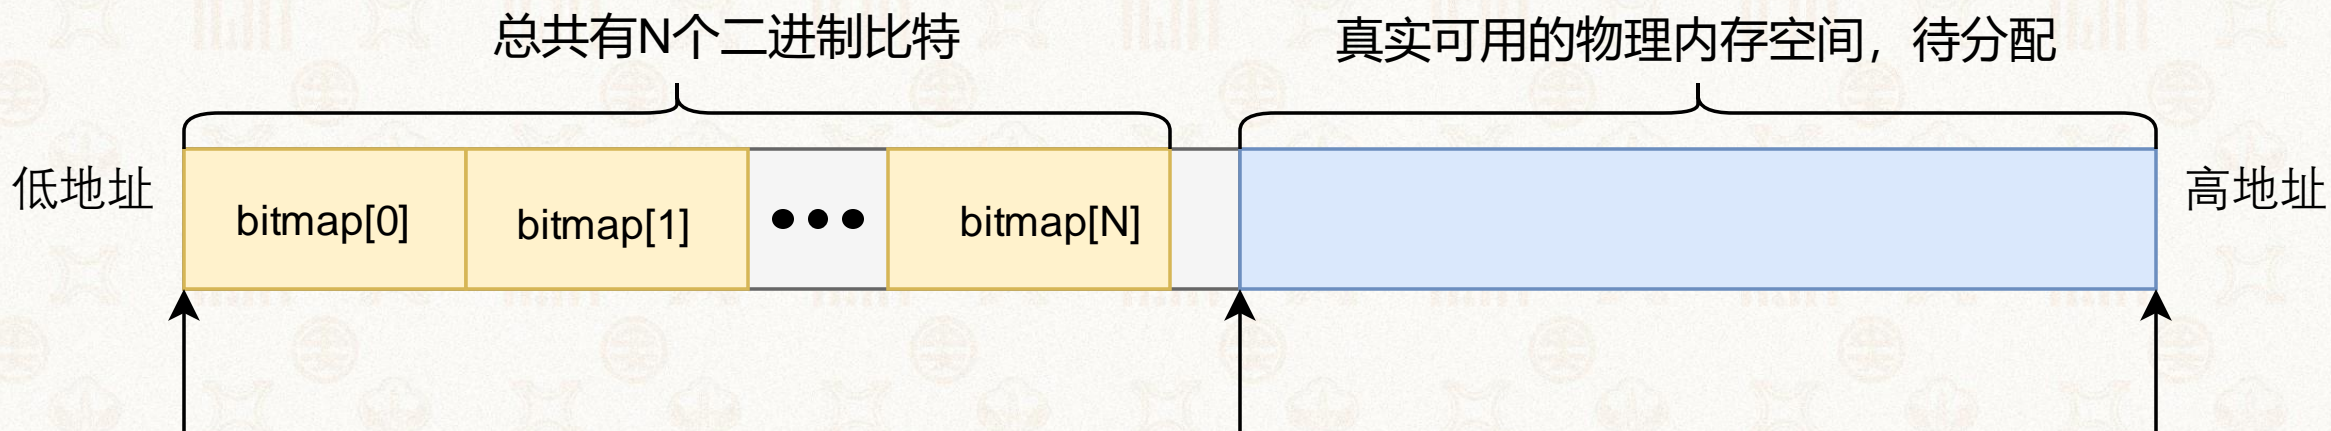 总共有N个二进制比特
真实可用的物理内存空间，待分配
低地址
bitmap[0]
bitmap[1]
•••
bitmap[N]
高地址